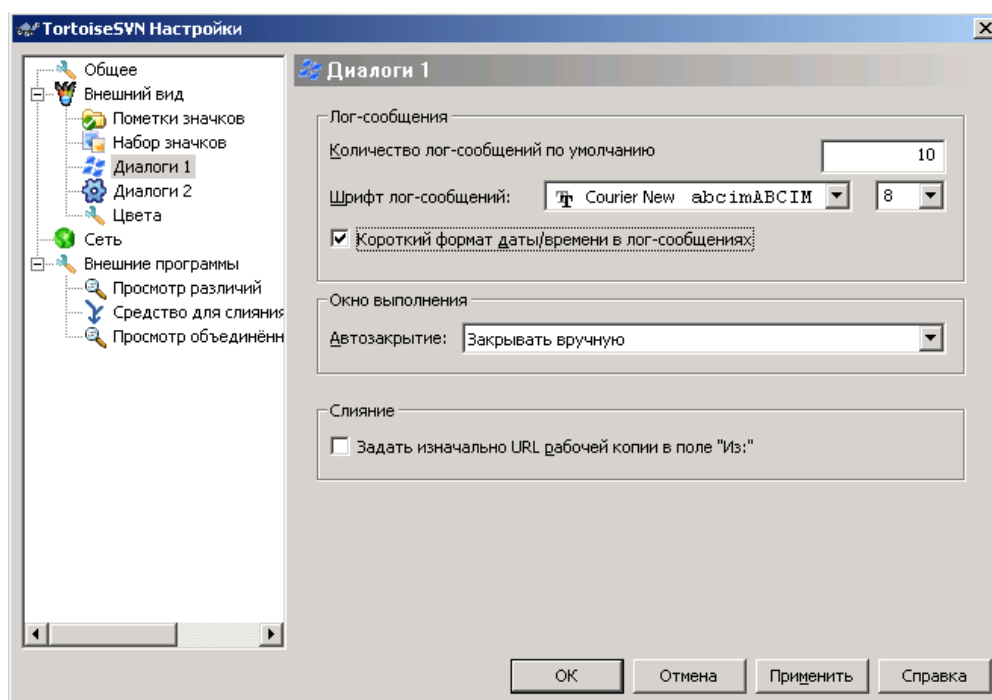 TortoiseSVN Настройки
Общее
Внешний вид
Пометки значков
Набор значков
Диалоги 1
Диалоги 2
Цвета
Сеть
Внешние программы
Просмотр различий
Средство для слияния
Просмотр объединённ
Диалоги 1
Лог-сообщения
Количество лог-сообщений по умолчанию
10
Шрифт лог-сообщений: Courier New abcimABCIM 8
Короткий формат даты/времени в лог-сообщениях
Окно выполнения
Автозакрытие: Закрывать вручную
Слияние
Задать изначально URL рабочей копии в поле "Из:"
OK Отмена Применить Справка